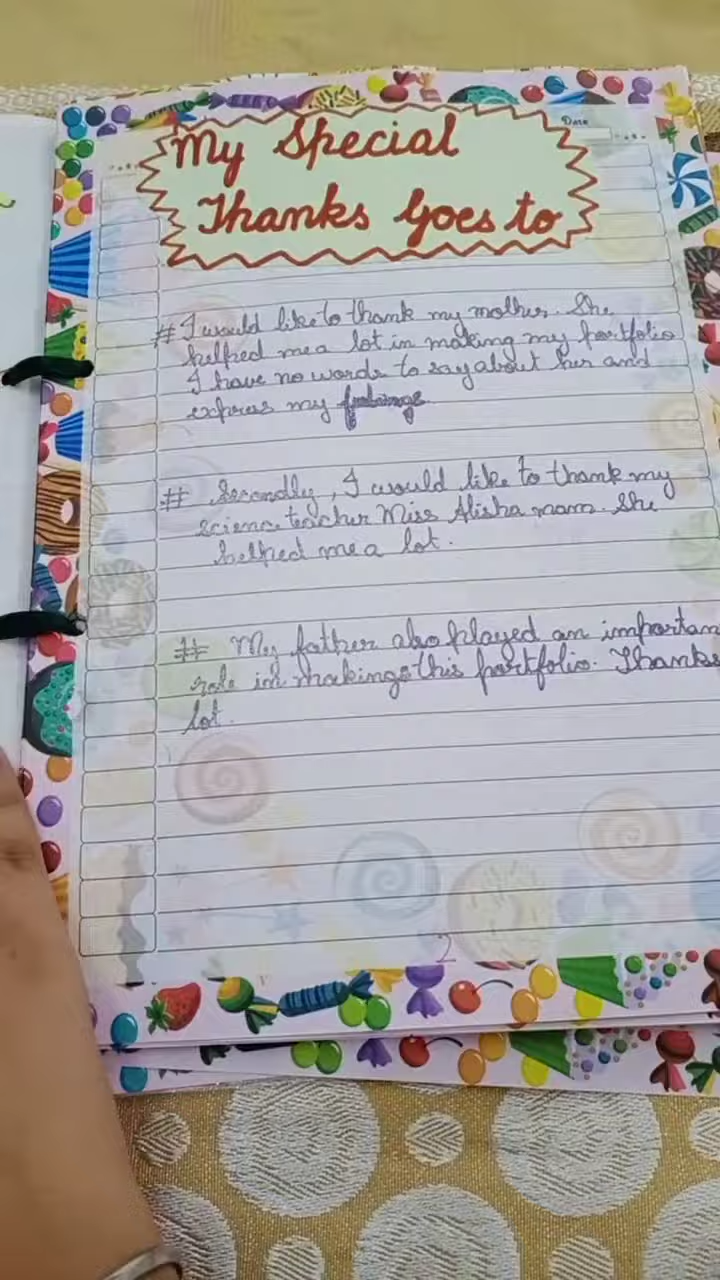 Date
My Special
Thanks Goes to
# I would like to thank my mother. She
helped me a lot in making my portfolio
I have no words to say about her and
express my feelings
# Secondly, I would like to thank my
science teacher Miss Alisha mam. She
helped me a lot.
# My father also played an importan
role in making this portfolio. Thanks
lot.
2